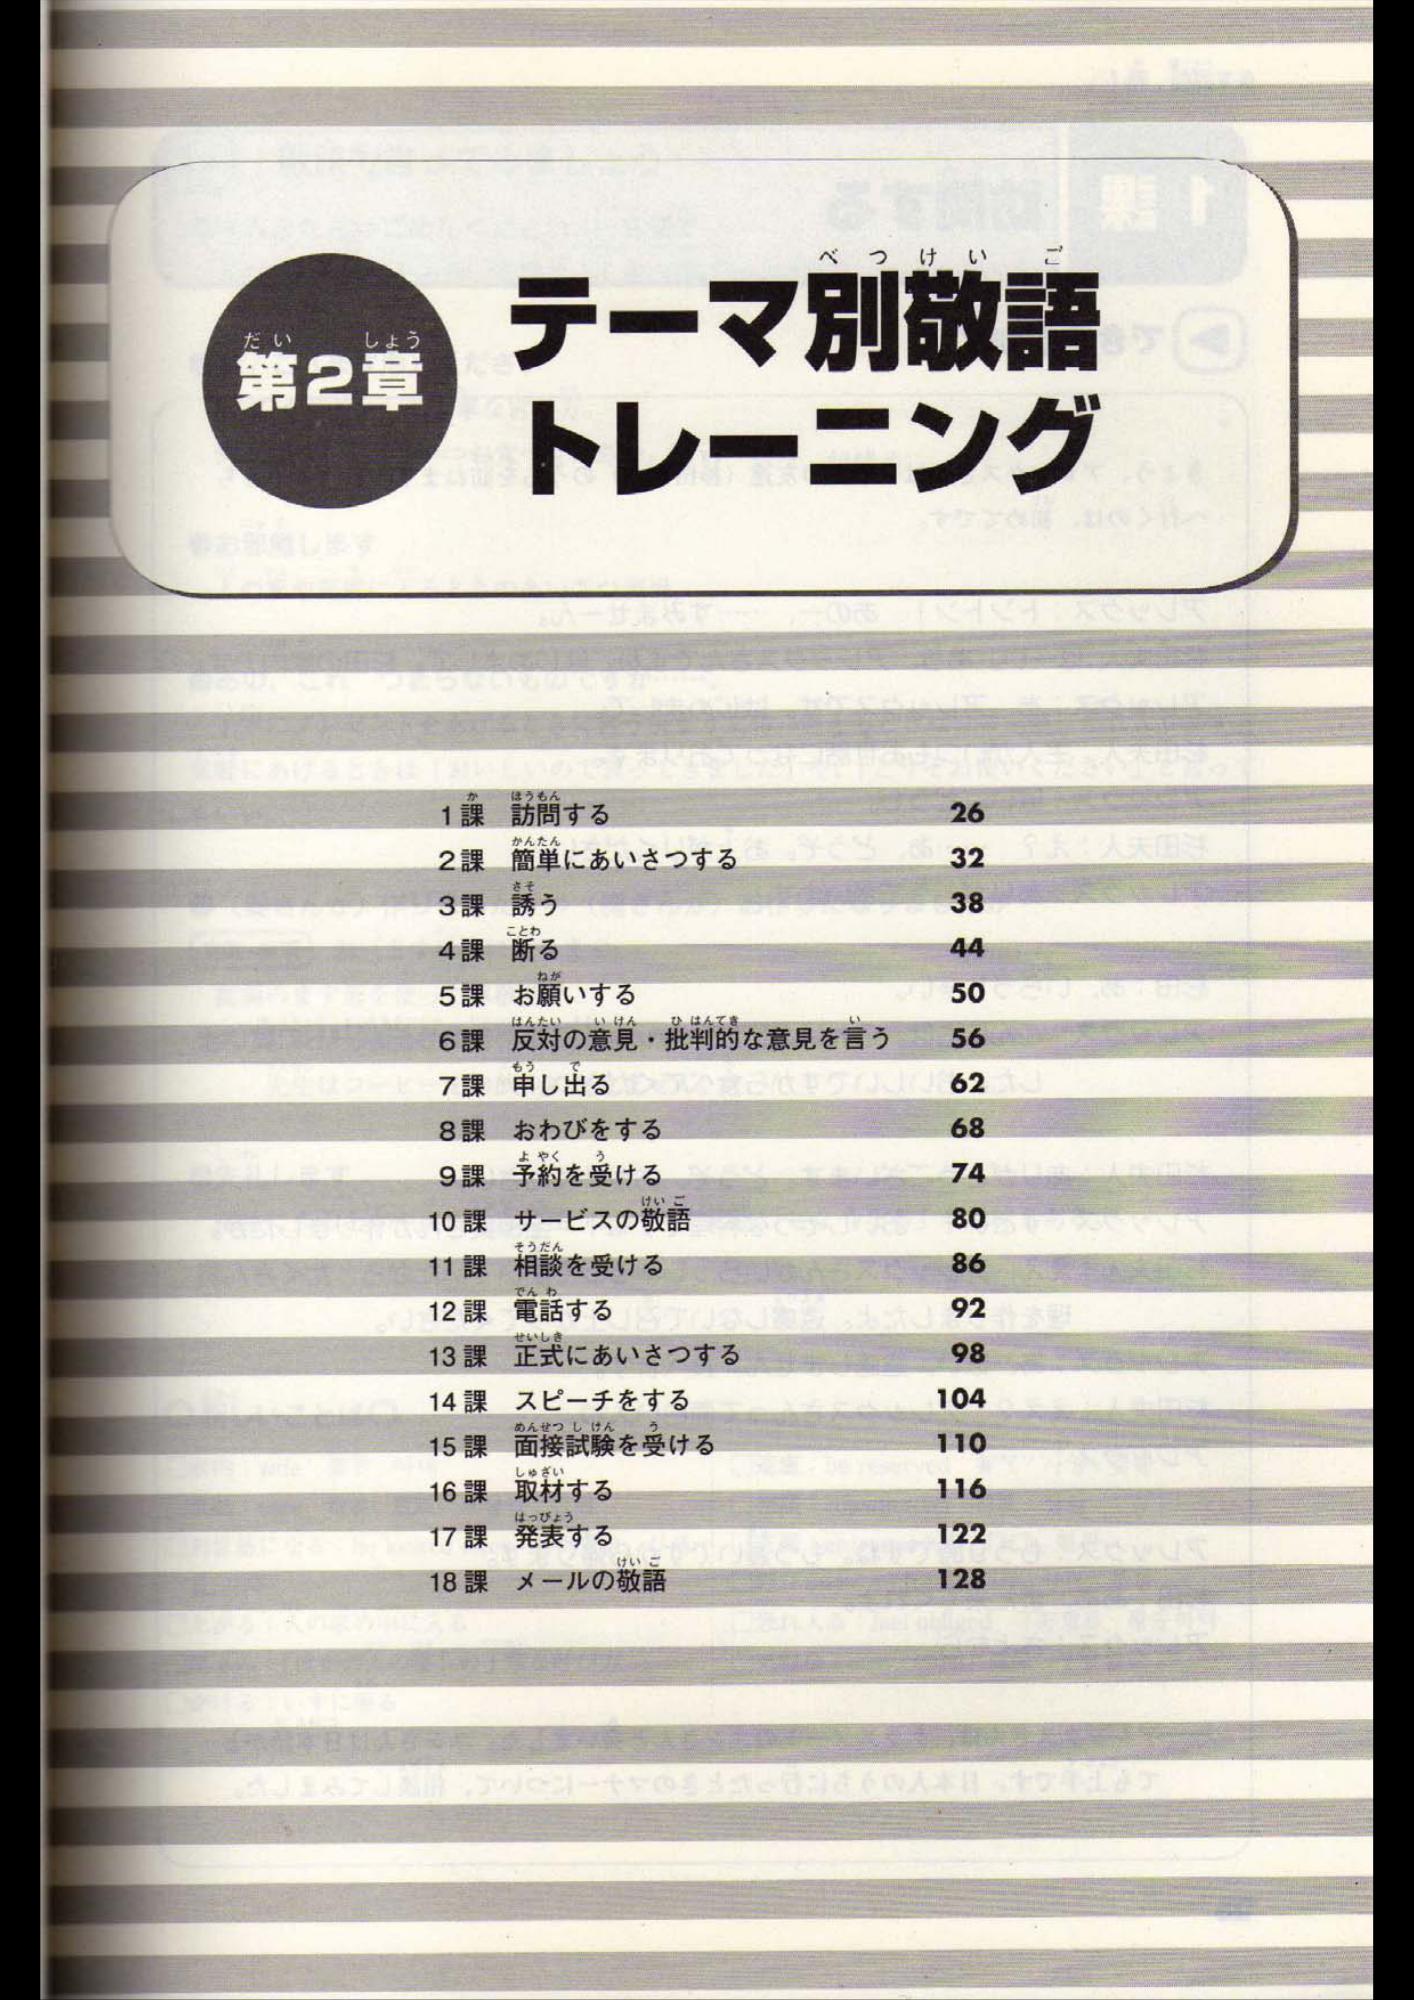 第2章
テーマ別敬語
トレーニング
1課 訪問する 26
2課 簡単にあいさつする 32
3課 誘う 38
4課 断る 44
5課 お願いする 50
6課 反対の意見・批判的な意見を言う 56
7課 申し出る 62
8課 おわびをする 68
9課 予約を受ける 74
10課 サービスの敬語 80
11課 相談を受ける 86
12課 電話する 92
13課 正式にあいさつする 98
14課 スピーチをする 104
15課 面接試験を受ける 110
16課 取材する 116
17課 発表する 122
18課 メールの敬語 128